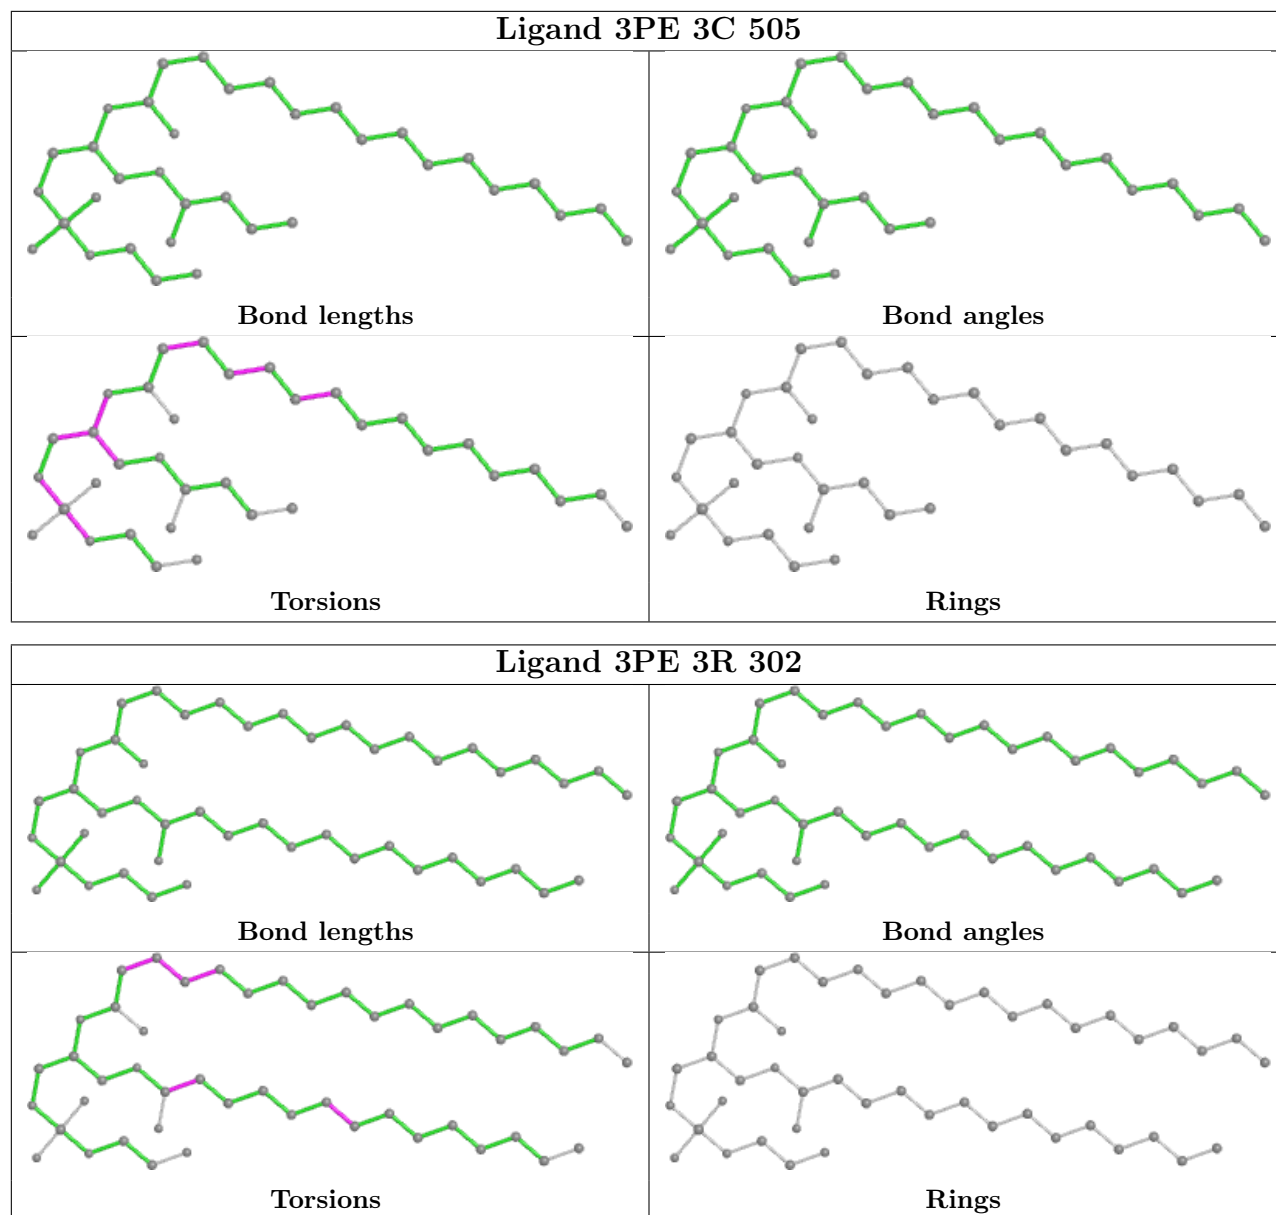 Ligand 3PE 3C 505
Bond lengths
Bond angles
Torsions
Rings
Ligand 3PE 3R 302
Bond lengths
Bond angles
Torsions
Rings